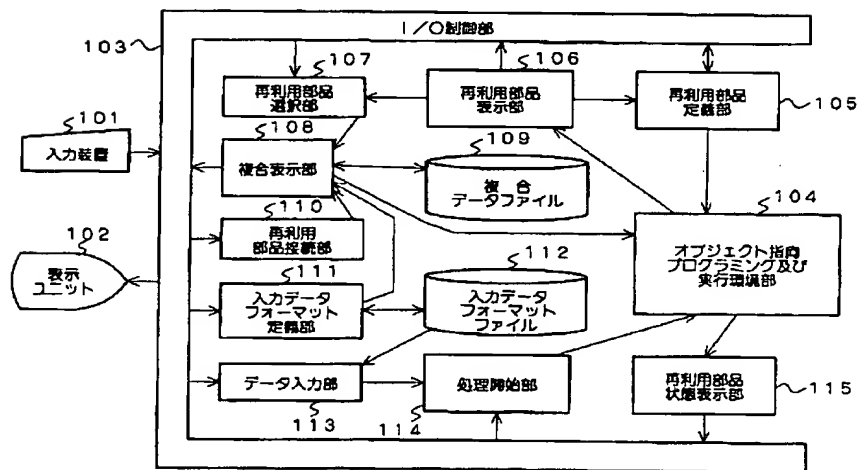 I/O制御部
103
107
106
再利用部品
選択部
再利用部品
表示部
再利用部品
定義部
105
101
入力装置
108
複合表示部
109
複合
データファイル
104
オブジェクト指向
プログラミング及び
実行環境部
110
再利用
部品接続部
102
表示
ユニット
111
入力データ
フォーマット
定義部
112
入力データ
フォーマット
ファイル
データ入力部
113
処理開始部
114
再利用部品
状態表示部
115